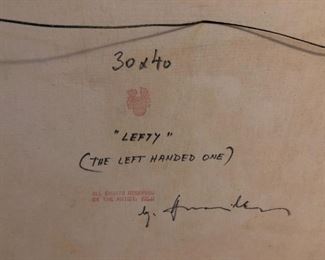 30x40
"LEFTY"
(THE LEFT HANDED ONE)
ALL RIGHTS RESERVED